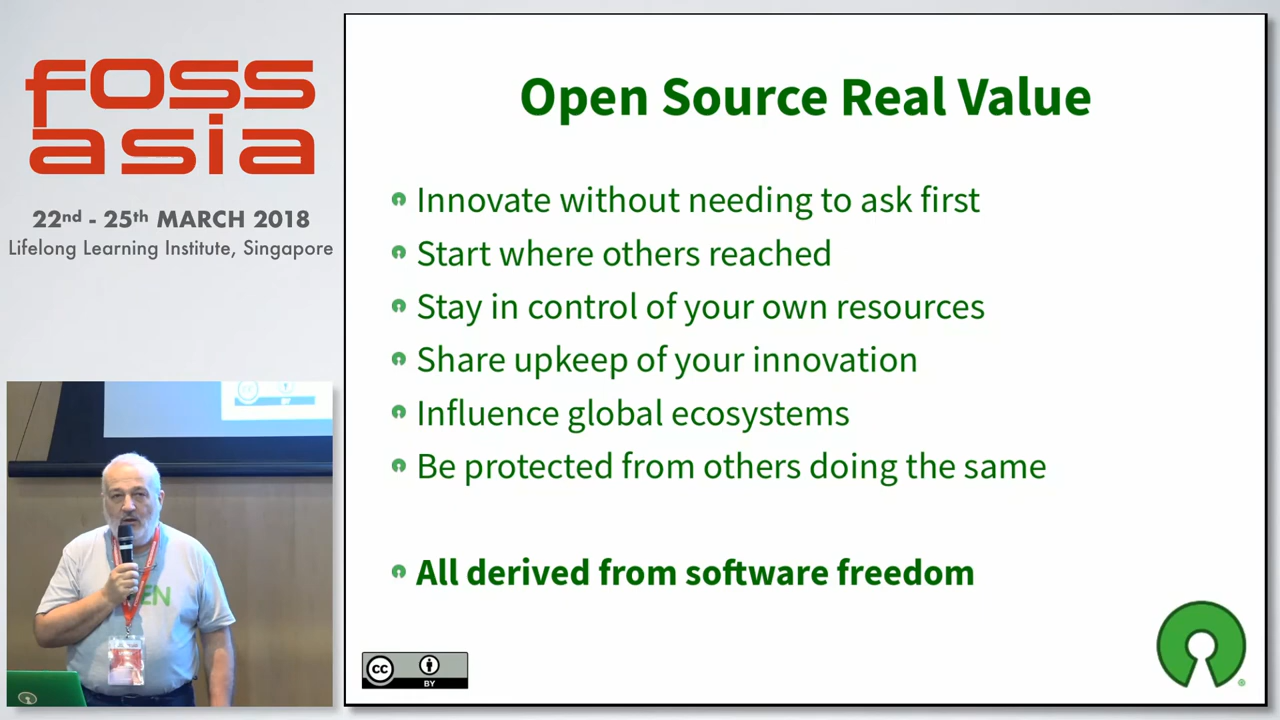 foss
asia
22nd - 25th MARCH 2018
Lifelong Learning Institute, Singapore
Open Source Real Value
Innovate without needing to ask first
Start where others reached
Stay in control of your own resources
Share upkeep of your innovation
Influence global ecosystems
Be protected from others doing the same
All derived from software freedom
CC
BY
EN